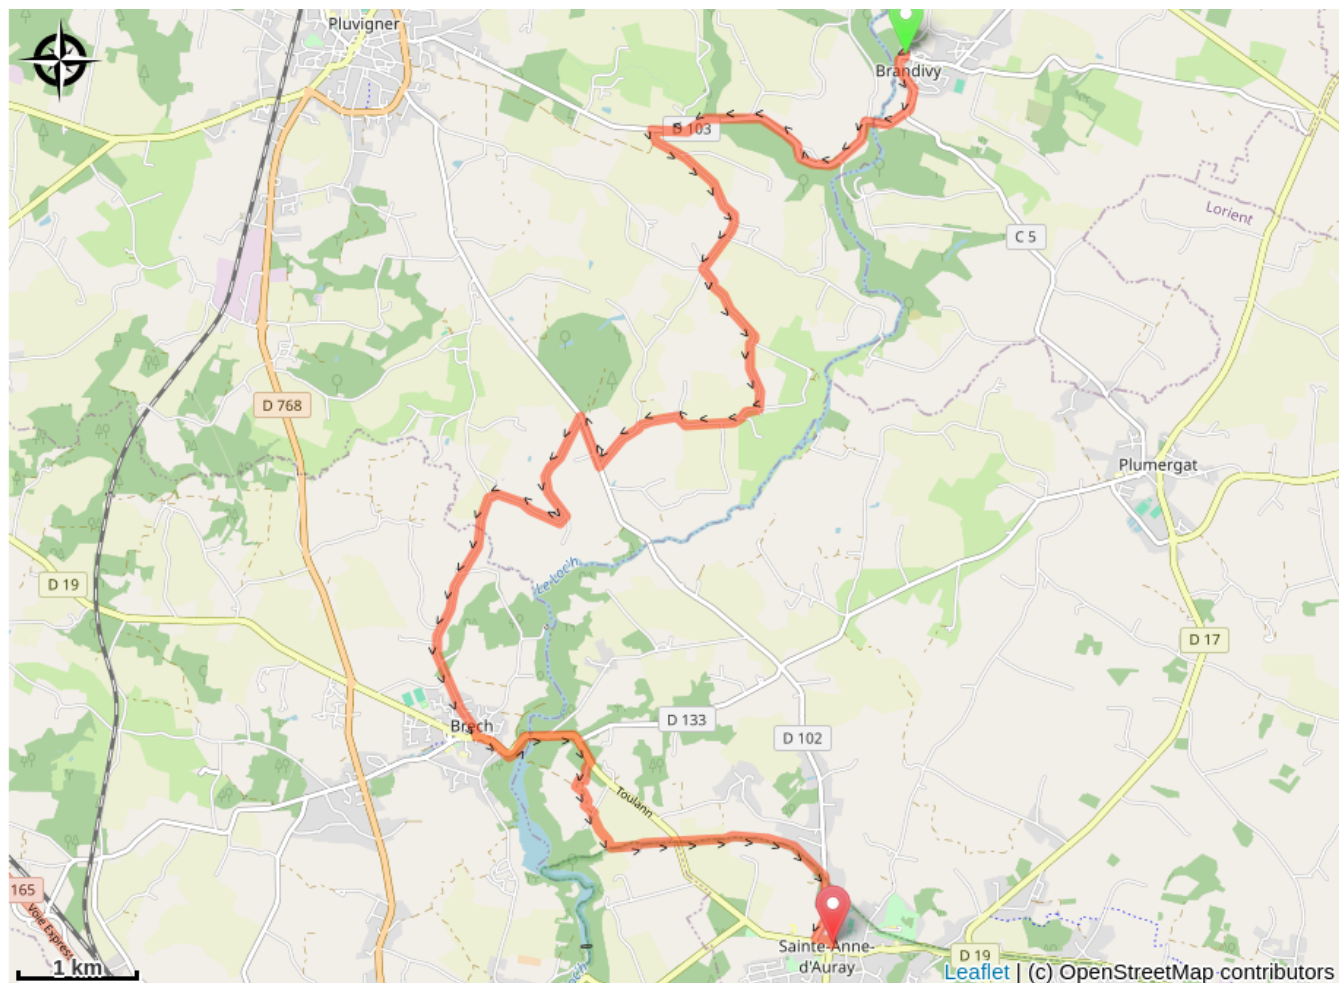 Pluvigner
Brandivy
D 103
Lorient
C 5
D 768
Plumergat
D 19
Le Loc'h
D 17
Brech
D 133
D 102
Toulann
165
Voie Express
Sainte-Anne-
d'Auray
D 19
1 km
Leaflet | (c) OpenStreetMap contributors